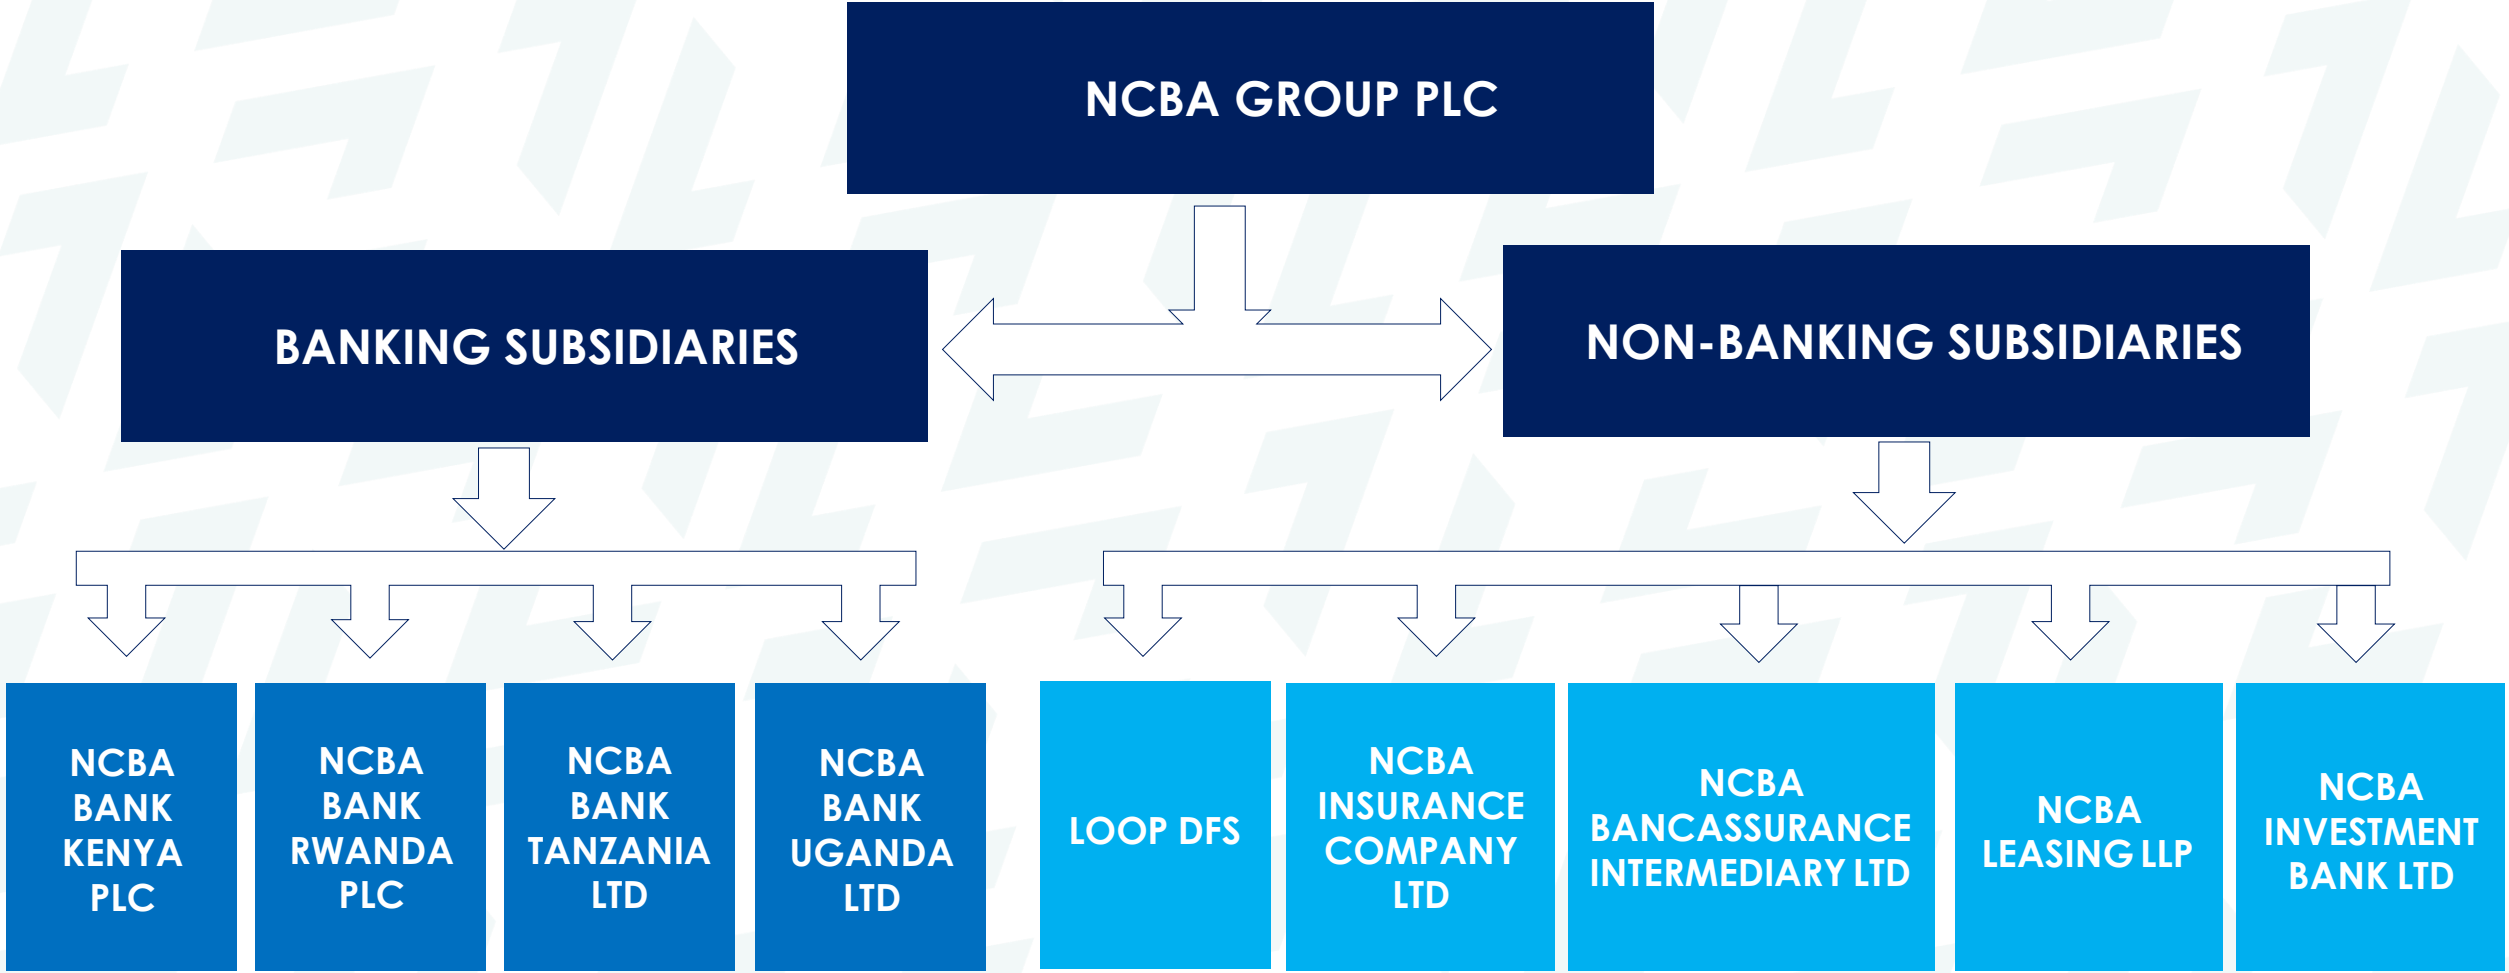 NCBA GROUP PLC
BANKING SUBSIDIARIES
NON-BANKING SUBSIDIARIES
NCBA
BANK
KENYA
PLC
NCBA
BANK
RWANDA
PLC
NCBA
BANK
TANZANIA
LTD
NCBA
BANK
UGANDA
LTD
LOOP DFS
NCBA
INSURANCE
COMPANY
LTD
NCBA
BANCASSURANCE
INTERMEDIARY LTD
NCBA
LEASING LLP
NCBA
INVESTMENT
BANK LTD